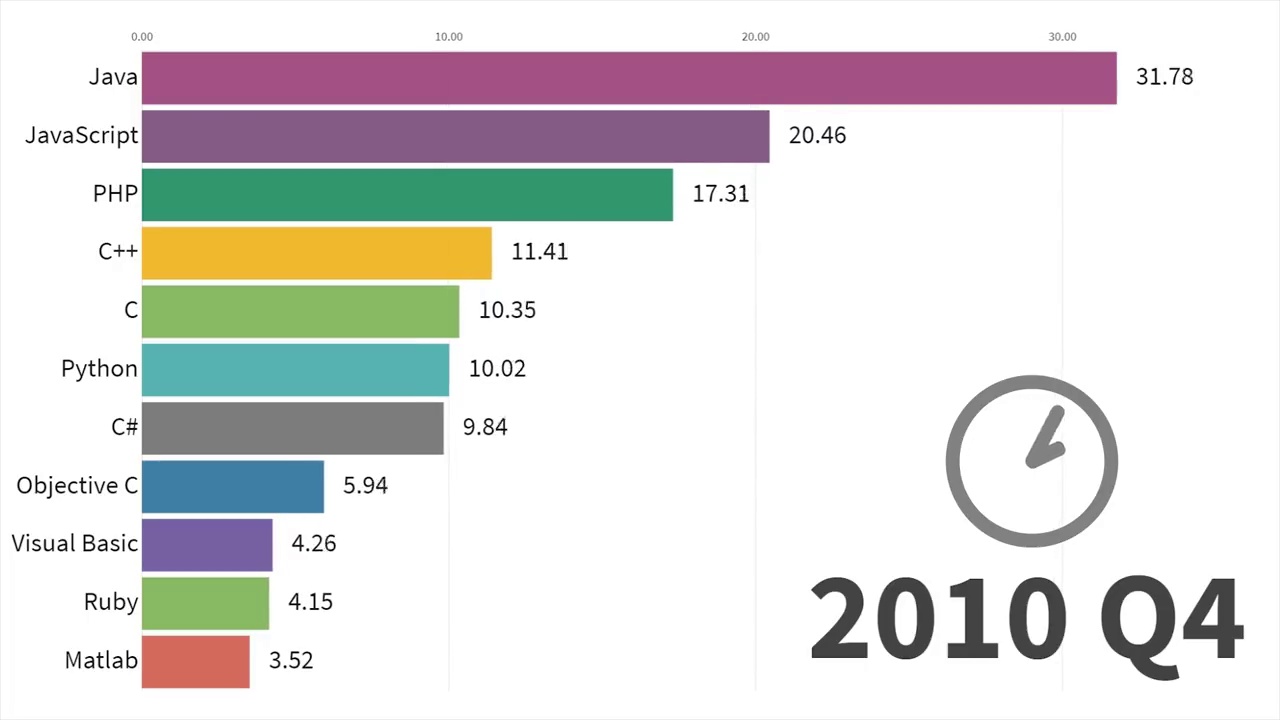 0.00 10.00 20.00 30.00
Java 31.78
JavaScript 20.46
PHP 17.31
C++ 11.41
C 10.35
Python 10.02
C# 9.84
Objective C 5.94
Visual Basic 4.26
Ruby 4.15
Matlab 3.52
2010 Q4